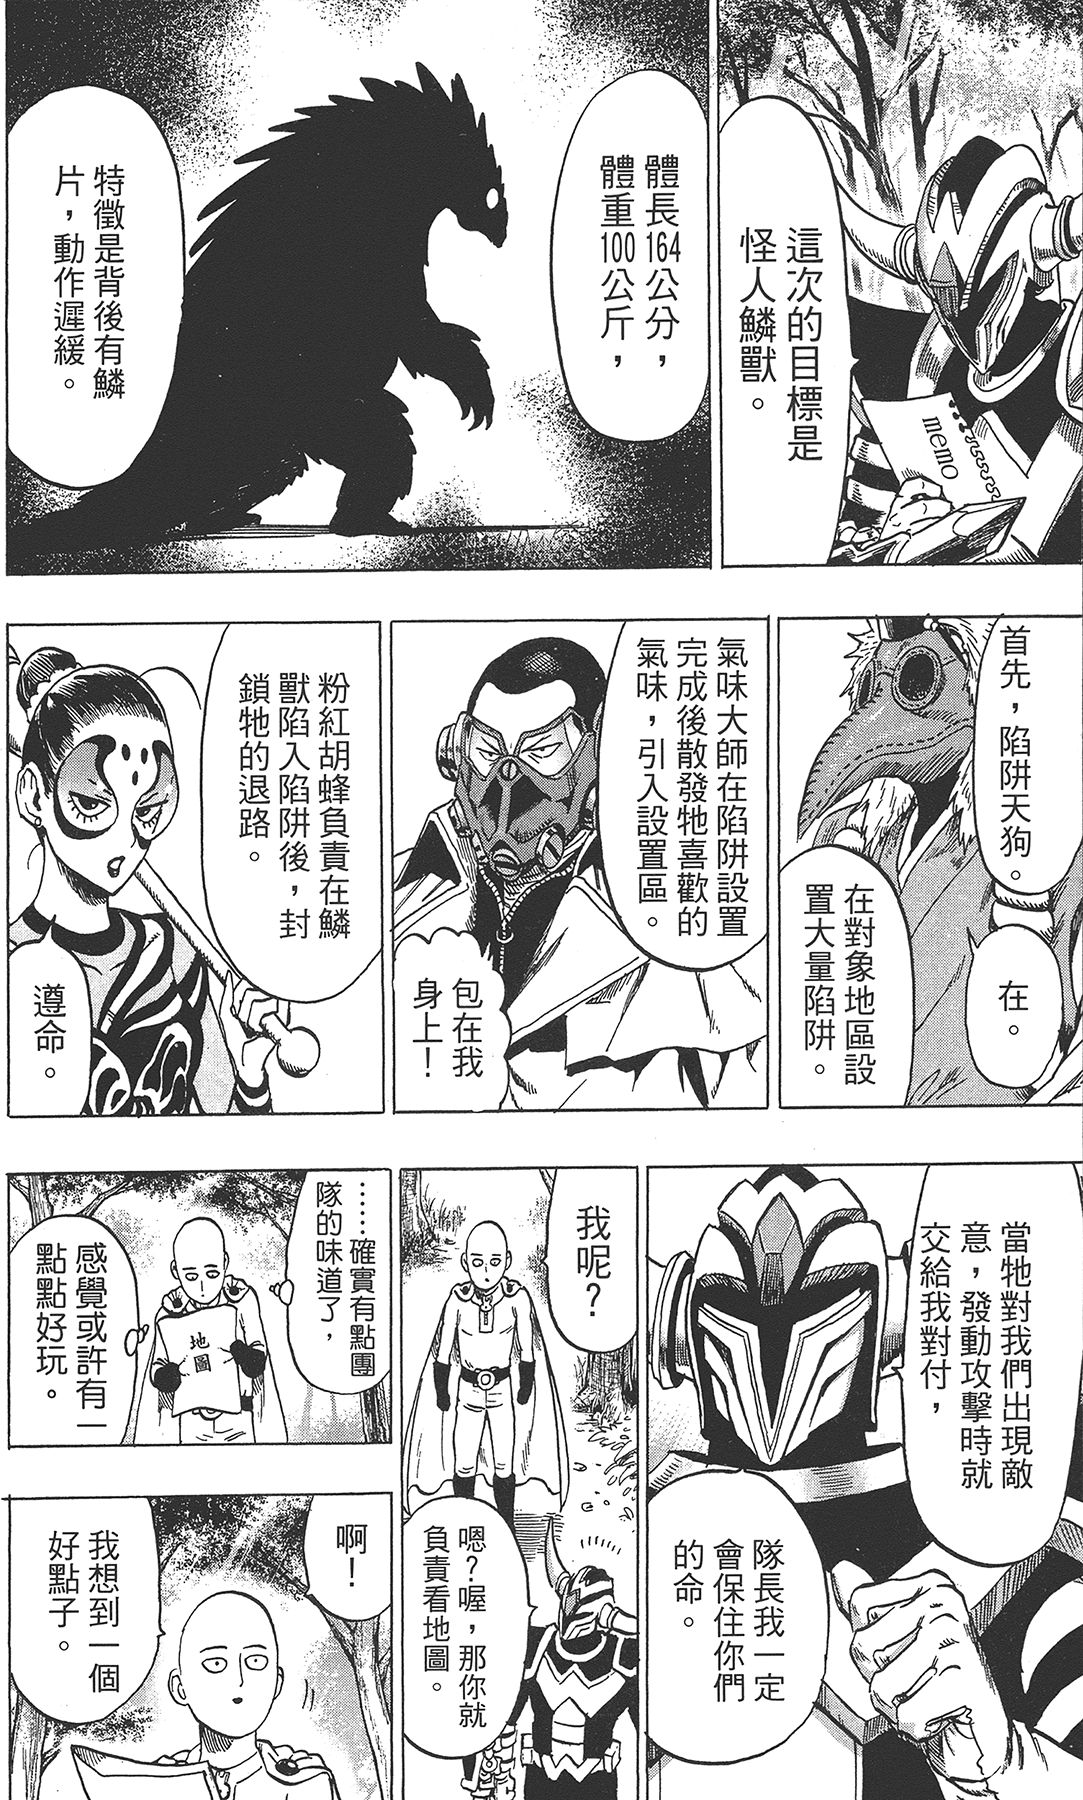 這次的目標是
怪人鱗獸。
memo
體長164公分，
體重100公斤，
特徵是背後有鱗
片，動作遲緩。
首先，陷阱天狗。
在。
在對象地區設
置大量陷阱。
氣味大師在陷阱設置
完成後散發牠喜歡的
氣味，引入設置區。
包在我
身上！
粉紅胡蜂負責在鱗
獸陷入陷阱後，封
鎖牠的退路。
遵命。
當牠對我們出現敵
意，發動攻擊時就
交給我對付，
隊長我一定
會保住你們
的命。
我呢？
嗯？喔，那你就
負責看地圖。
……確實有點團
隊的味道了，
地圖
感覺或許有一
點點好玩。
啊！
我想到一個
好點子。